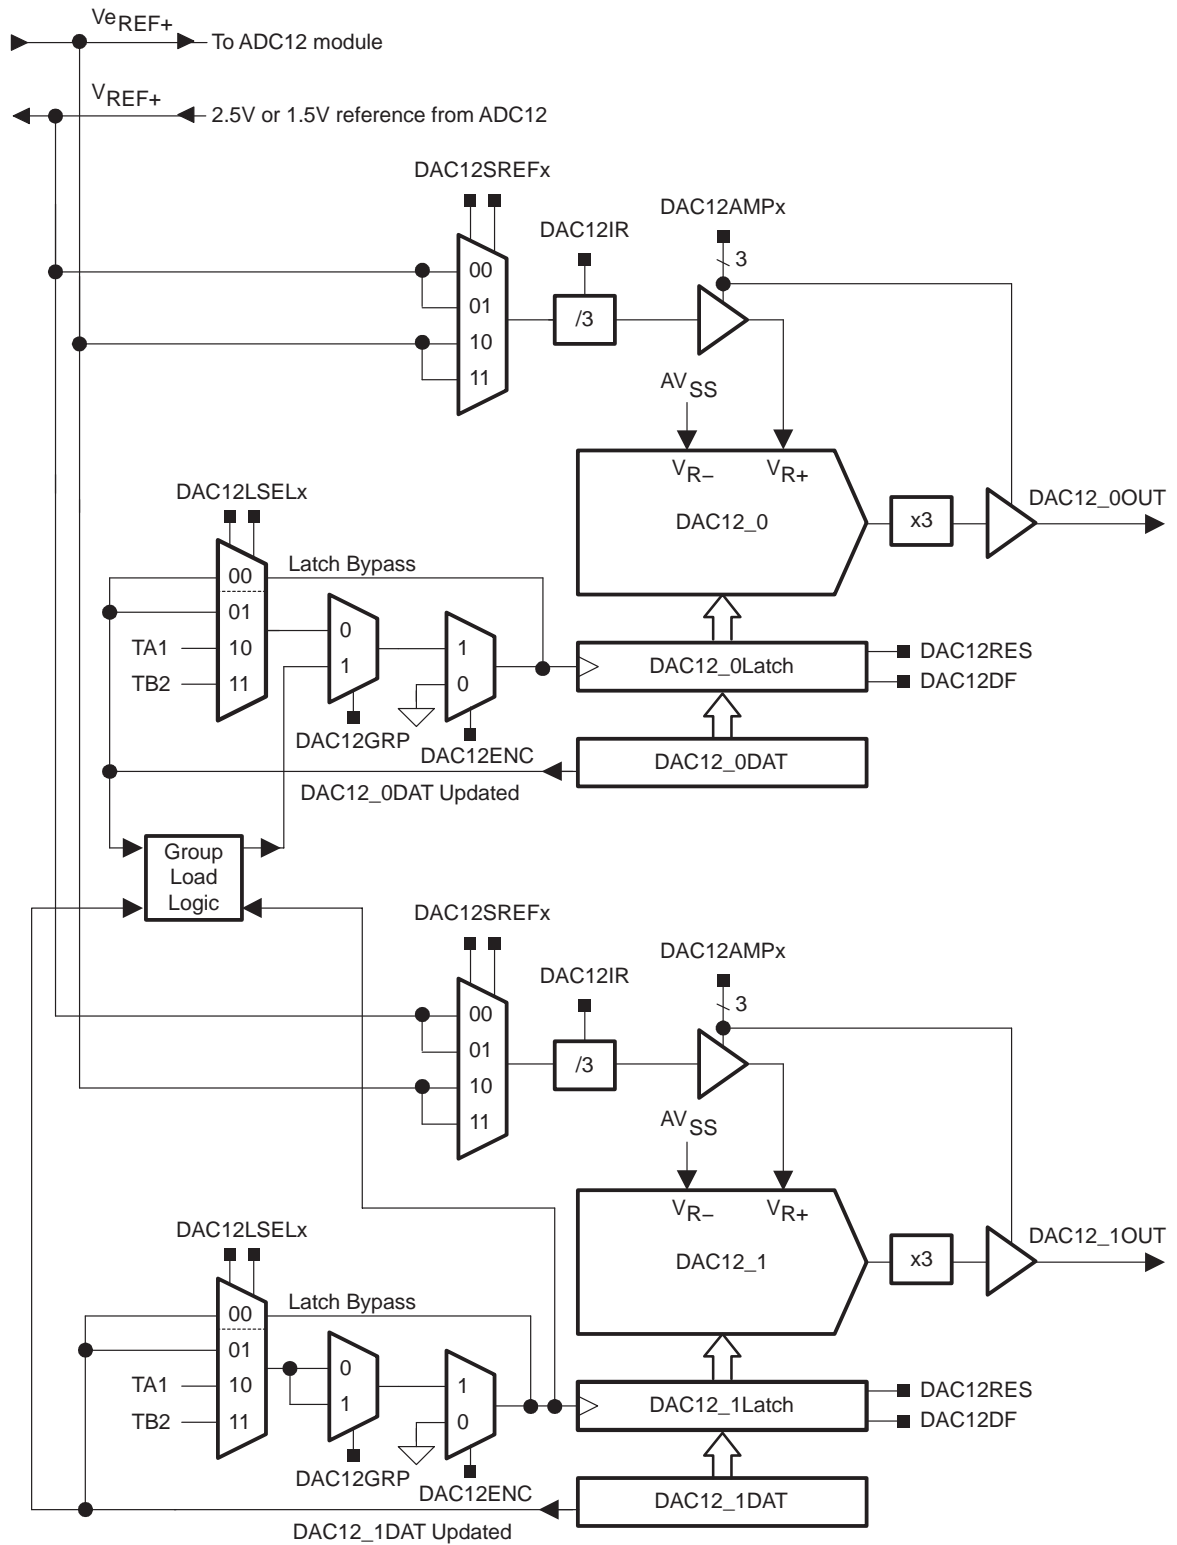 VeREF+
To ADC12 module
VREF+
2.5V or 1.5V reference from ADC12
DAC12SREFx
DAC12AMPx
DAC12IR
3
00
01
10
11
/3
AVSS
VR−
VR+
DAC12_0
x3
DAC12_0OUT
DAC12LSELx
Latch Bypass
00
01
10
11
TA1
TB2
0
1
1
0
DAC12GRP
DAC12ENC
DAC12_0Latch
DAC12RES
DAC12DF
DAC12_0DAT
DAC12_0DAT Updated
Group
Load
Logic
DAC12SREFx
DAC12AMPx
DAC12IR
3
00
01
10
11
/3
AVSS
VR−
VR+
DAC12_1
x3
DAC12_1OUT
DAC12LSELx
Latch Bypass
00
01
10
11
TA1
TB2
0
1
1
0
DAC12GRP
DAC12ENC
DAC12_1Latch
DAC12RES
DAC12DF
DAC12_1DAT
DAC12_1DAT Updated